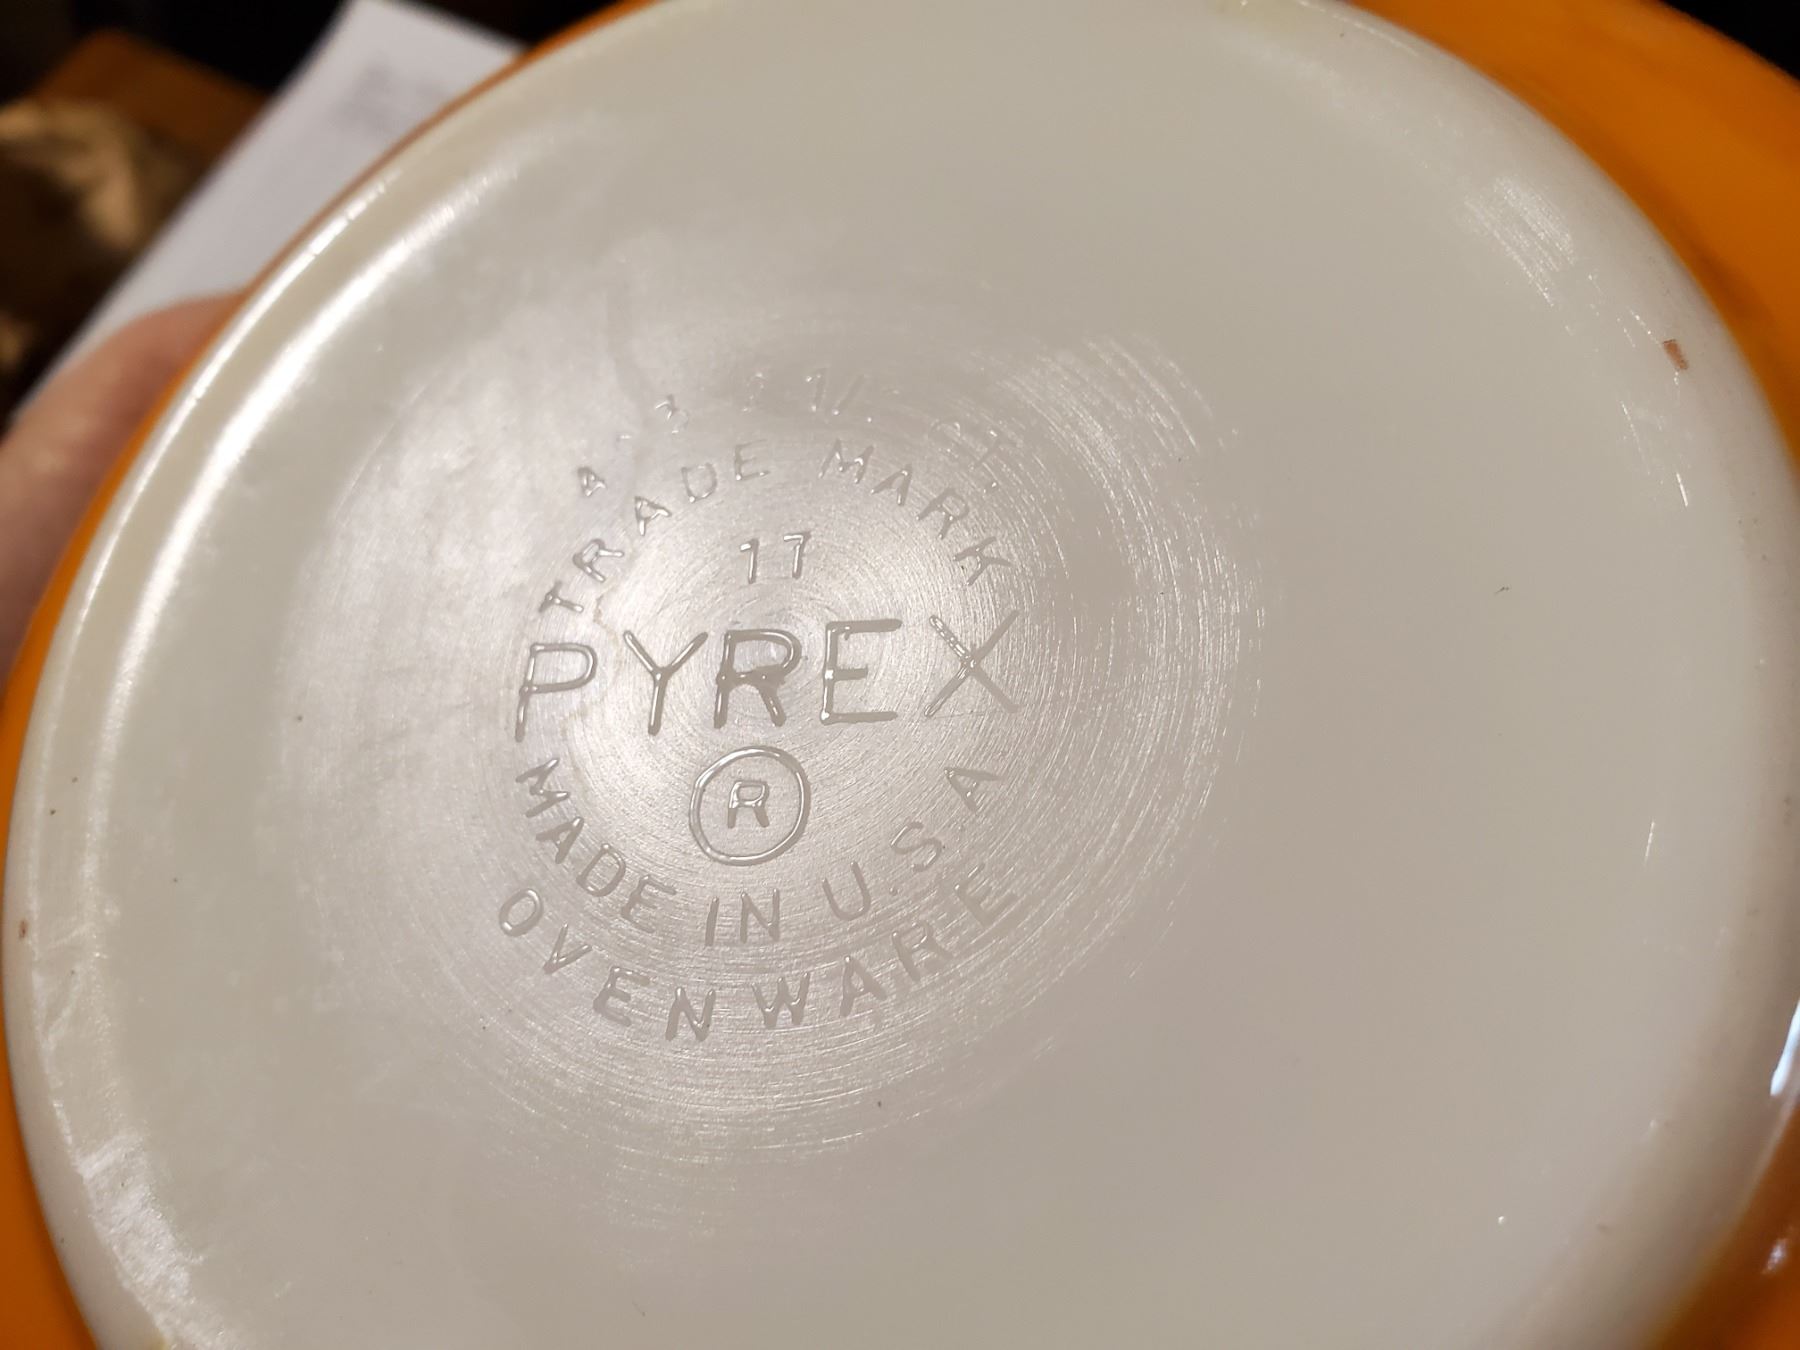 TRADE MARK
17
PYREX
R
MADE IN U.S.A
OVENWARE